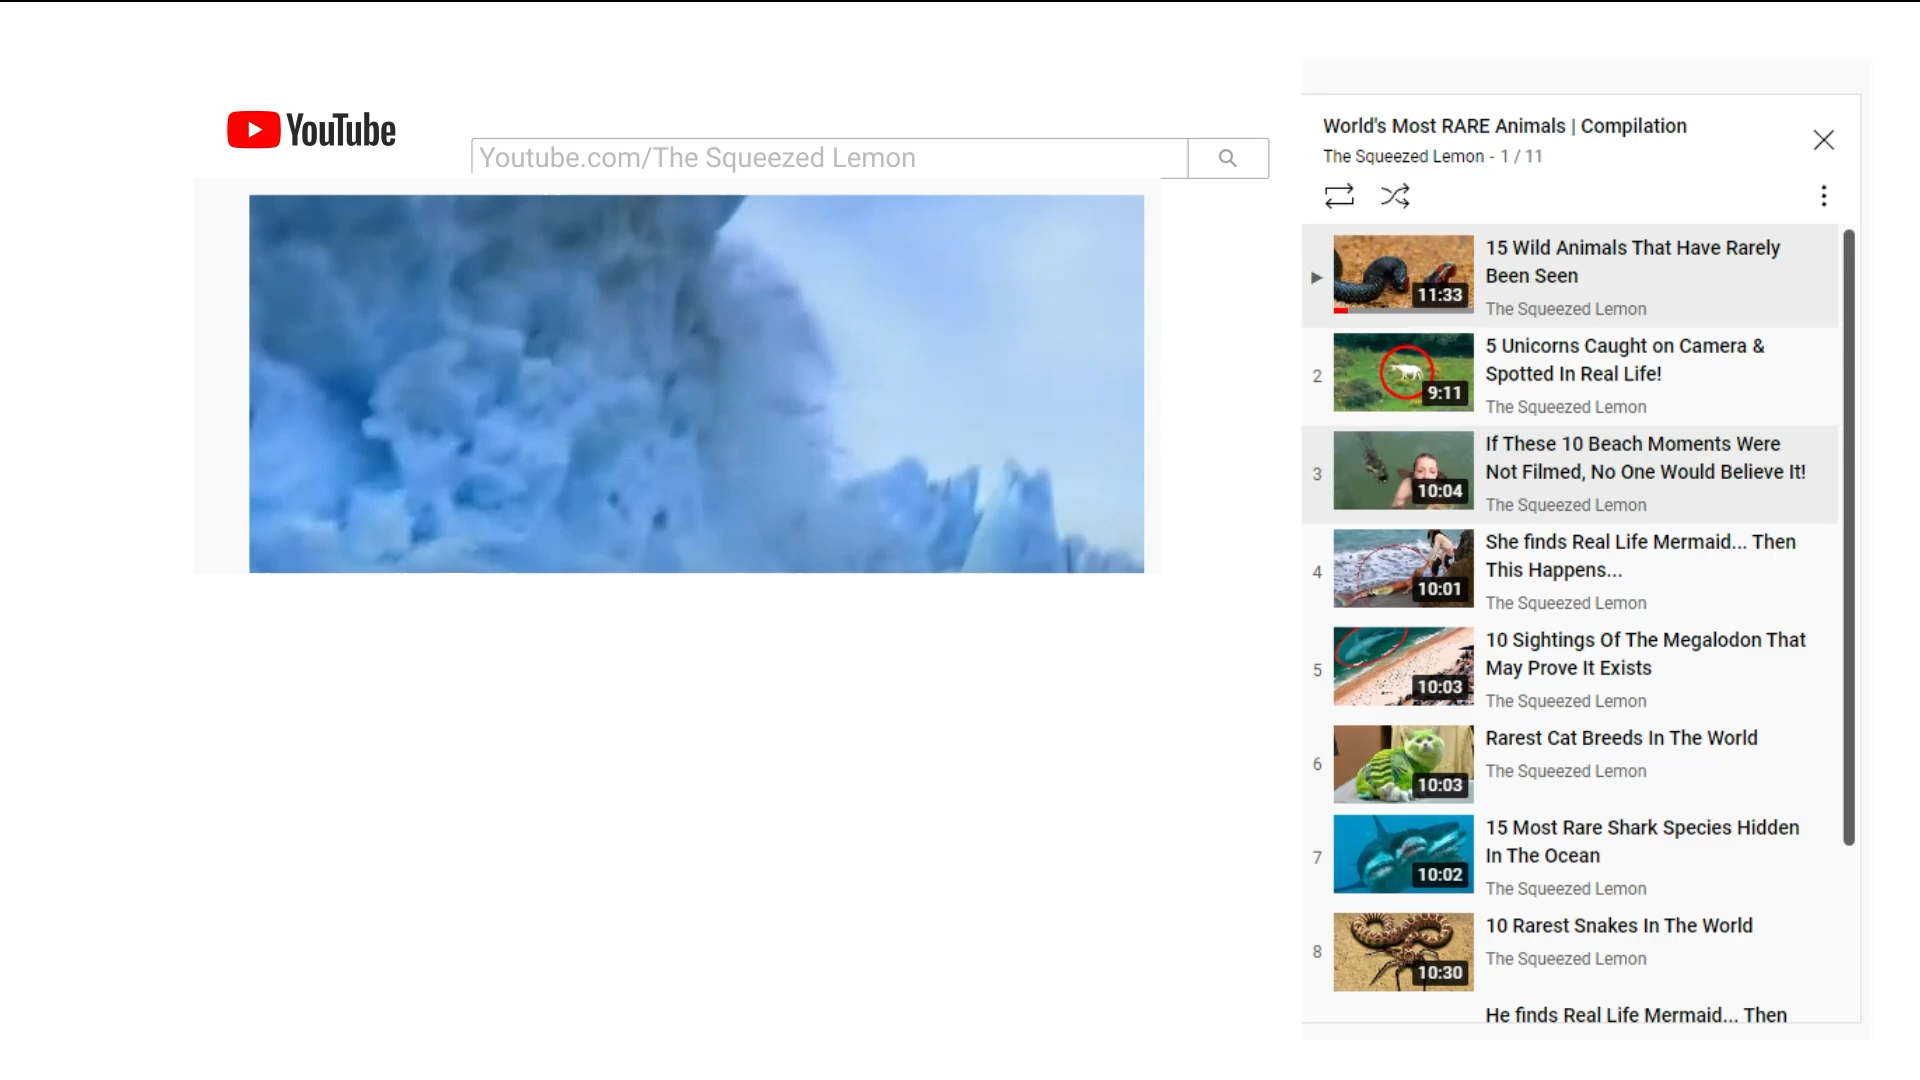 YouTube
Youtube.com/The Squeezed Lemon
World's Most RARE Animals | Compilation
The Squeezed Lemon - 1 / 11
15 Wild Animals That Have Rarely
Been Seen
11:33
The Squeezed Lemon
2
5 Unicorns Caught on Camera &
Spotted In Real Life!
9:11
The Squeezed Lemon
3
If These 10 Beach Moments Were
Not Filmed, No One Would Believe It!
10:04
The Squeezed Lemon
4
She finds Real Life Mermaid... Then
This Happens...
10:01
The Squeezed Lemon
5
10 Sightings Of The Megalodon That
May Prove It Exists
10:03
The Squeezed Lemon
6
Rarest Cat Breeds In The World
10:03
The Squeezed Lemon
7
15 Most Rare Shark Species Hidden
In The Ocean
10:02
The Squeezed Lemon
8
10 Rarest Snakes In The World
10:30
The Squeezed Lemon
He finds Real Life Mermaid... Then